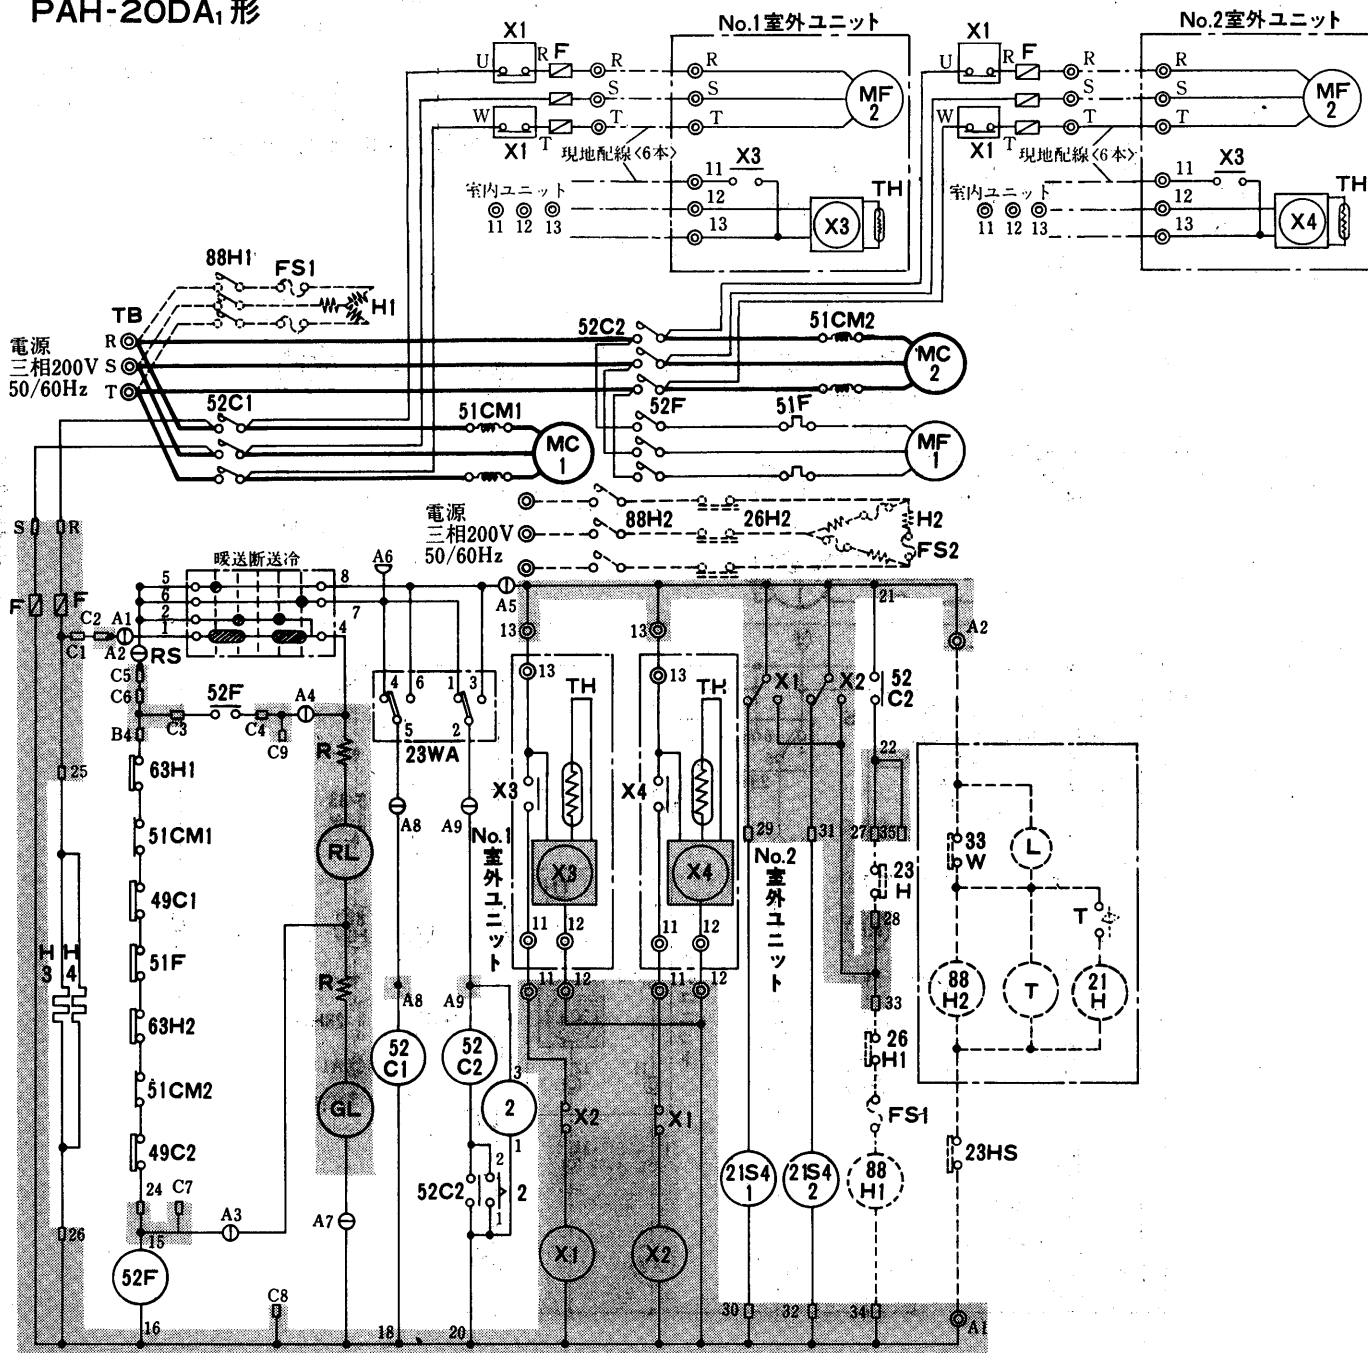 PAH-20DA₁形
No.1室外ユニット
No.2室外ユニット
X1
U
R
F
R
R
S
S
W
T
T
T
X1
MF
2
現地配線〈6本〉
室内ユニット
11 12 13
11
12
13
X3
X3
TH
X1
U
R
F
R
R
S
S
W
T
T
T
X1
MF
2
現地配線〈6本〉
室内ユニット
11 12 13
11
12
13
X3
X4
TH
88H1
FS1
H1
TB
R
S
T
電源
三相200V
50/60Hz
52C2
51CM2
MC
2
52C1
51CM1
MC
1
52F
51F
MF
1
電源
三相200V
50/60Hz
88H2
26H2
H2
FS2
S
R
F
F
暖送断送冷
5
6
2
1
8
7
4
A6
A5
C2
C1
A1
A2
RS
C5
C6
52F
A4
C3
C4
C9
B4
25
63H1
51CM1
49C1
51F
63H2
51CM2
49C2
24
C7
A3
15
52F
16
26
H
3
H
4
R
RL
R
GL
A7
C8
4
6
1
3
5
2
23WA
A8
A9
A8
A9
52
C1
52
C2
3
2
1
52C2
2
1
2
18
20
13
13
TH
X3
X3
11
12
11
12
No.1
室外ユニット
X2
X1
13
13
TH
X4
X4
11
12
11
12
No.2
室外ユニット
X1
X2
X1
X2
21
52
C2
22
29
31
27
35
23
H
28
33
26
H1
FS1
88
H1
21S4
1
21S4
2
30
32
34
A2
33
W
L
T
88
H2
T
21
H
23HS
A1